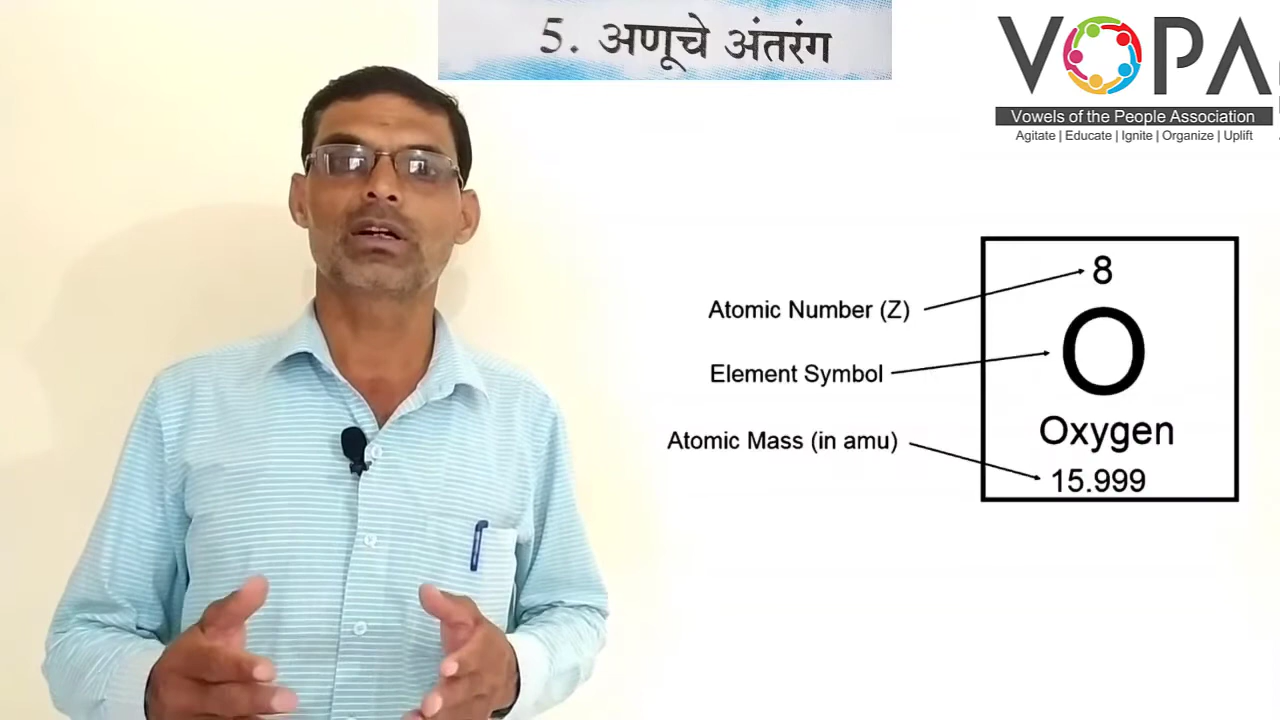 5. अणूचे अंतरंग
VOPA
Vowels of the People Association
Agitate | Educate | Ignite | Organize | Uplift
8
Atomic Number (Z)
O
Element Symbol
Oxygen
Atomic Mass (in amu)
15.999